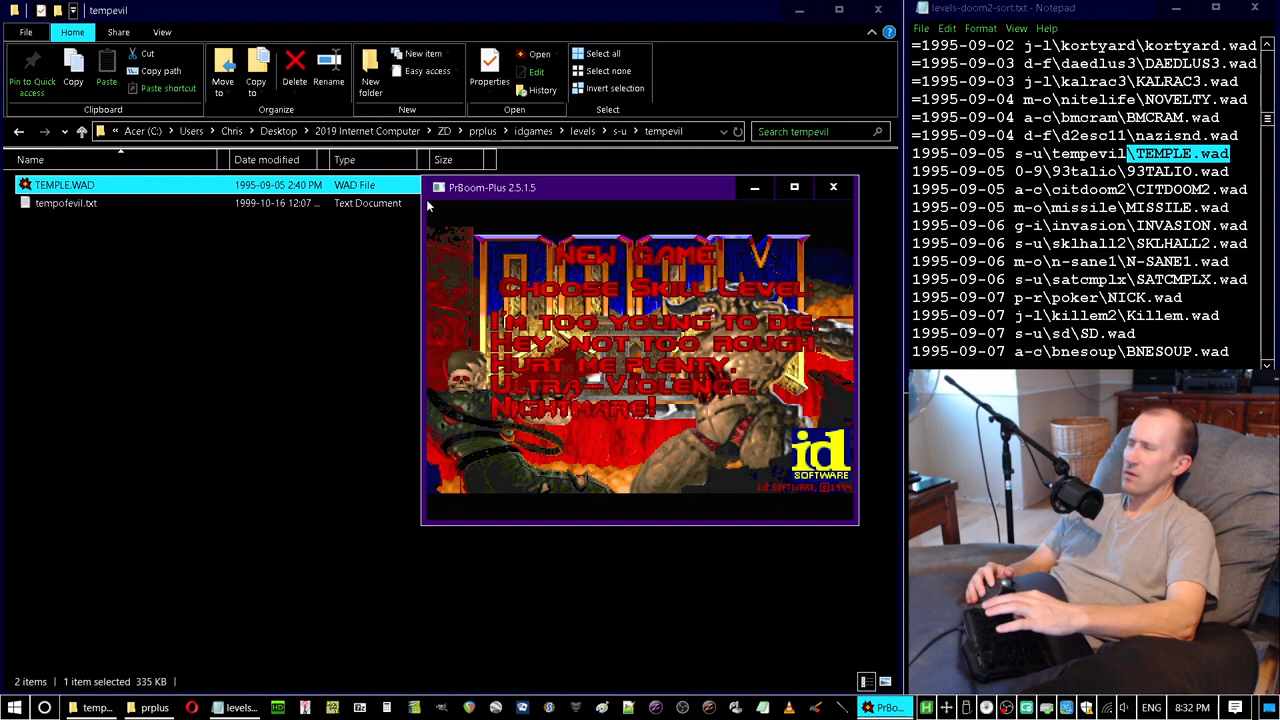 tempevil
File
Home
Share
View
Pin to Quick access
Copy
Paste
Cut
Copy path
Paste shortcut
Clipboard
Move to
Copy to
Delete
Rename
Organize
New folder
New item
Easy access
New
Properties
Open
Edit
History
Open
Select all
Select none
Invert selection
Select
« Acer (C:) > Users > Chris > Desktop > 2019 Internet Computer > ZD > prplus > idgames > levels > s-u > tempevil
Search tempevil
Name
Date modified
Type
Size
TEMPLE.WAD 1995-09-05 2:40 PM WAD File
tempofevil.txt 1999-10-16 12:07 ... Text Document
PrBoom-Plus 2.5.1.5
NEW GAME
Choose Skill Level:
I'm too young to die.
Hey, not too rough.
Hurt me plenty.
Ultra-Violence.
Nightmare!
id
SOFTWARE
id SOFTWARE, ©1994
2 items
1 item selected 335 KB
levels-doom2-sort.txt - Notepad
File Edit Format View Help
=1995-09-02 j-l\kortyard\kortyard.wad
=1995-09-03 d-f\daedlus3\DAEDLUS3.wad
=1995-09-03 j-l\kalrac3\KALRAC3.wad
=1995-09-04 m-o\nitelife\NOVELTY.wad
=1995-09-04 a-c\bmcram\BMCRAM.wad
=1995-09-04 d-f\d2esc11\nazisnd.wad
1995-09-05 s-u\tempevil\TEMPLE.wad
1995-09-05 0-9\93talio\93TALIO.wad
1995-09-05 a-c\citdoom2\CITDOOM2.wad
1995-09-05 m-o\missile\MISSILE.wad
1995-09-06 g-i\invasion\INVASION.wad
1995-09-06 s-u\sklhall2\SKLHALL2.wad
1995-09-06 m-o\n-sane1\N-SANE1.wad
1995-09-06 s-u\satcmplx\SATCMPLX.wad
1995-09-07 p-r\poker\NICK.wad
1995-09-07 j-l\killem2\Killem.wad
1995-09-07 s-u\sd\SD.wad
1995-09-07 a-c\bnesoup\BNESOUP.wad
temp...
prplus
levels...
HD
PrBo...
ENG
8:32 PM